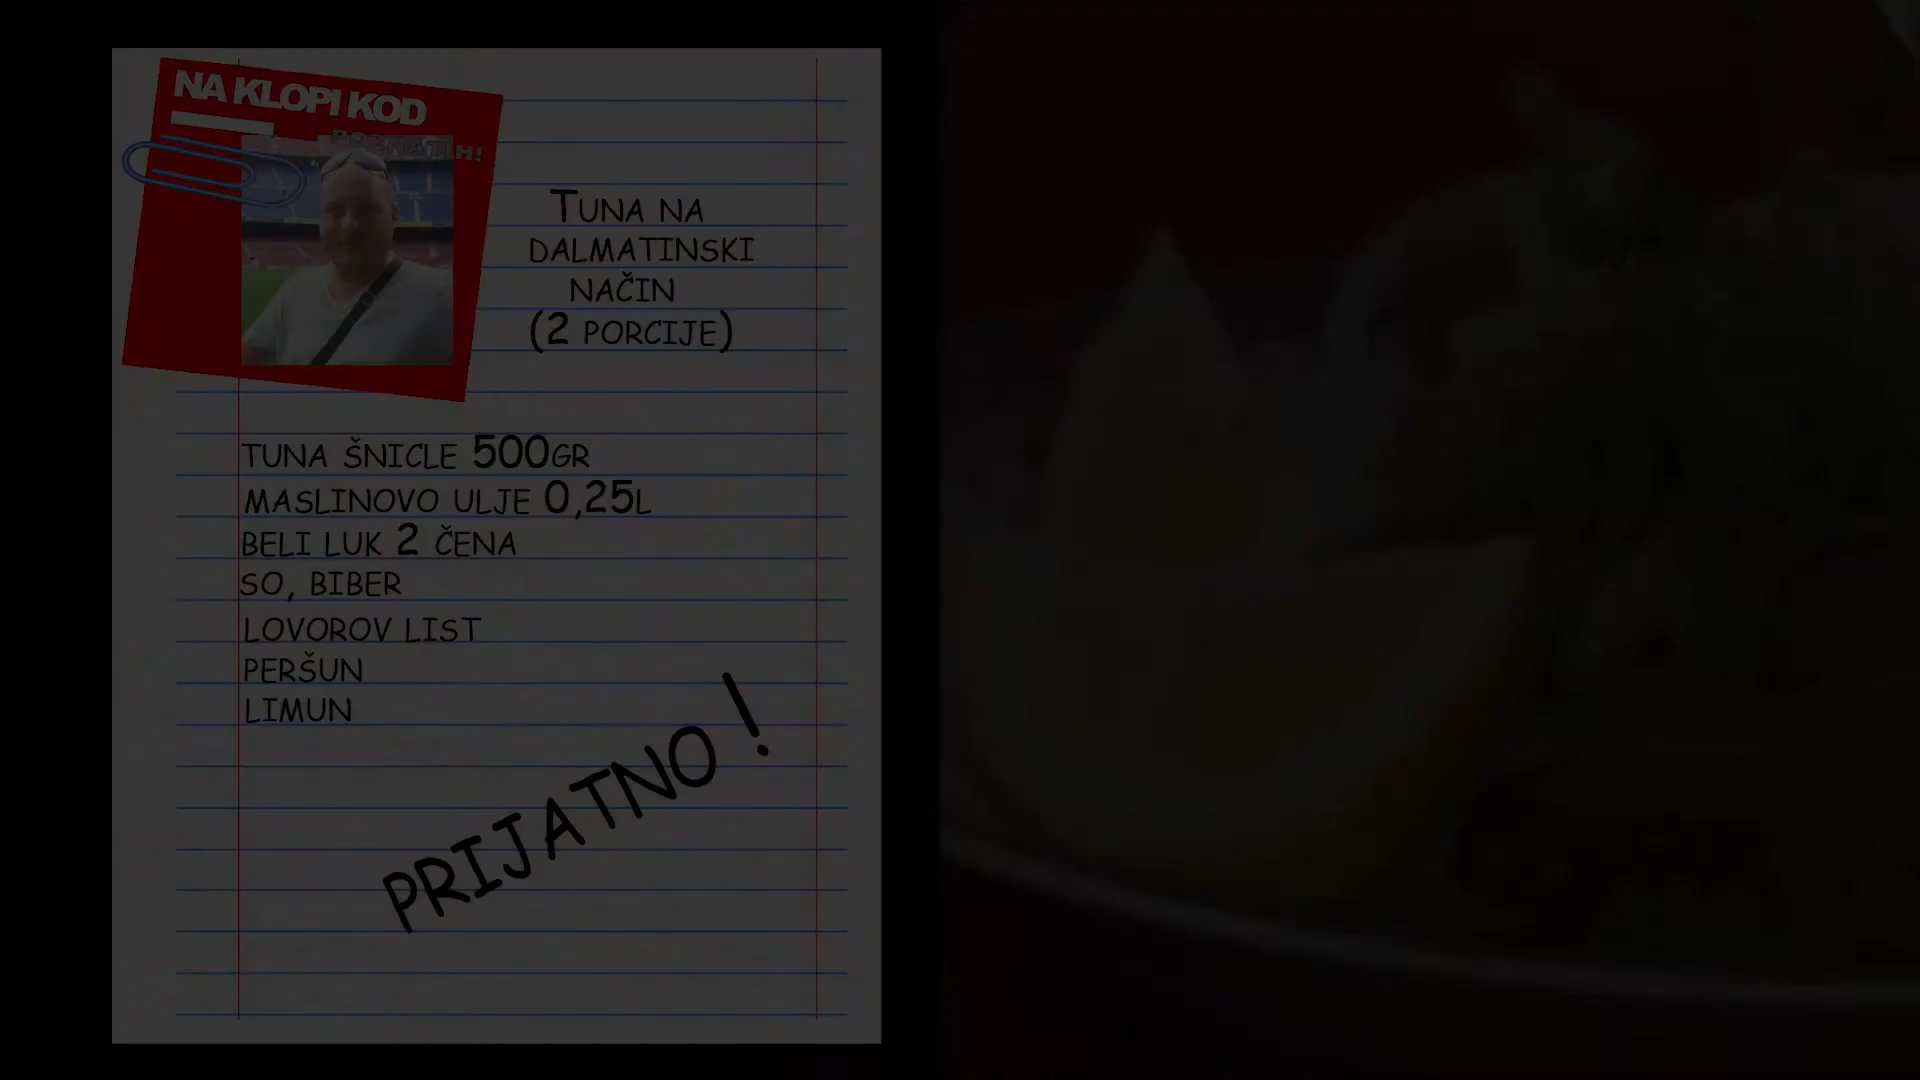 NA KLOPI KOD
POZNATIH!
Tuna na
dalmatinski
način
(2 porcije)
tuna šnicle 500gr
maslinovo ulje 0,25l
beli luk 2 čena
so, biber
lovorov list
peršun
limun
PRIJATNO!